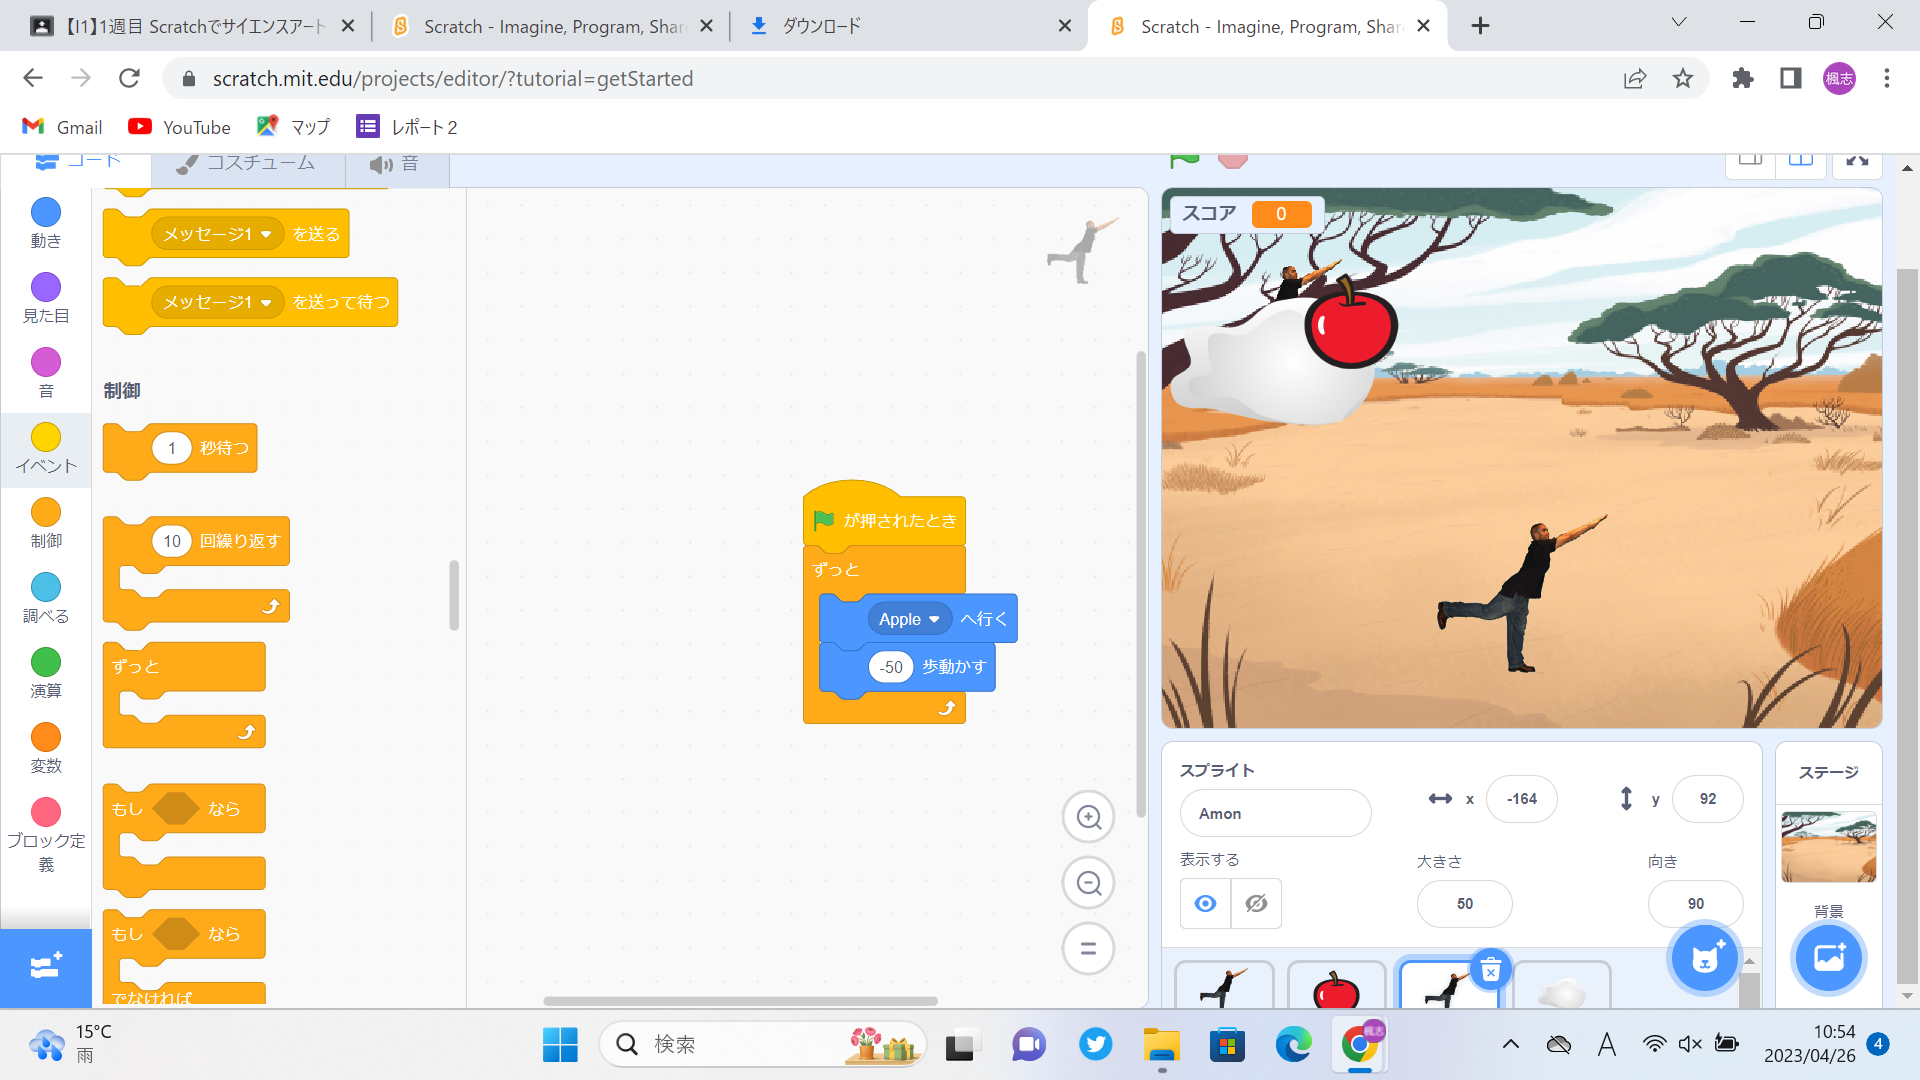 【I1】1週目 Scratchでサイエンスアート
Scratch - Imagine, Program, Shar
ダウンロード
Scratch - Imagine, Program, Shar
scratch.mit.edu/projects/editor/?tutorial=getStarted
楓志
Gmail
YouTube
マップ
レポート2
コード
コスチューム
音
動き
見た目
音
イベント
制御
調べる
演算
変数
ブロック定
義
メッセージ1 を送る
メッセージ1 を送って待つ
制御
1 秒待つ
10 回繰り返す
ずっと
もし なら
もし なら
でなければ
が押されたとき
ずっと
Apple へ行く
-50 歩動かす
スコア 0
スプライト
Amon
x -164
y 92
表示する
大きさ
50
向き
90
ステージ
背景
15°C
雨
検索
楓志
A
10:54
2023/04/26
4